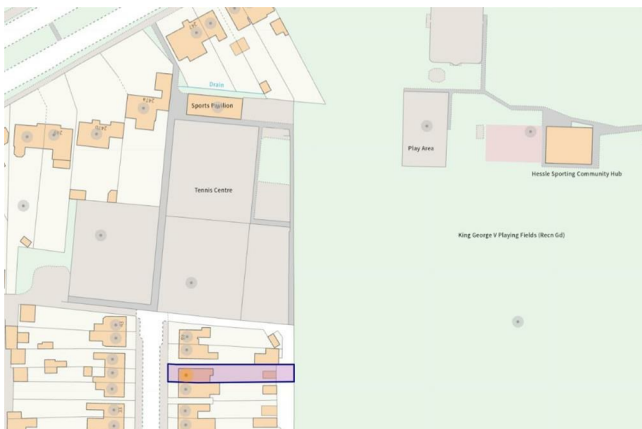 Drain
Sports Pavilion
Play Area
Hessle Sporting Community Hub
Tennis Centre
King George V Playing Fields (Recn Gd)